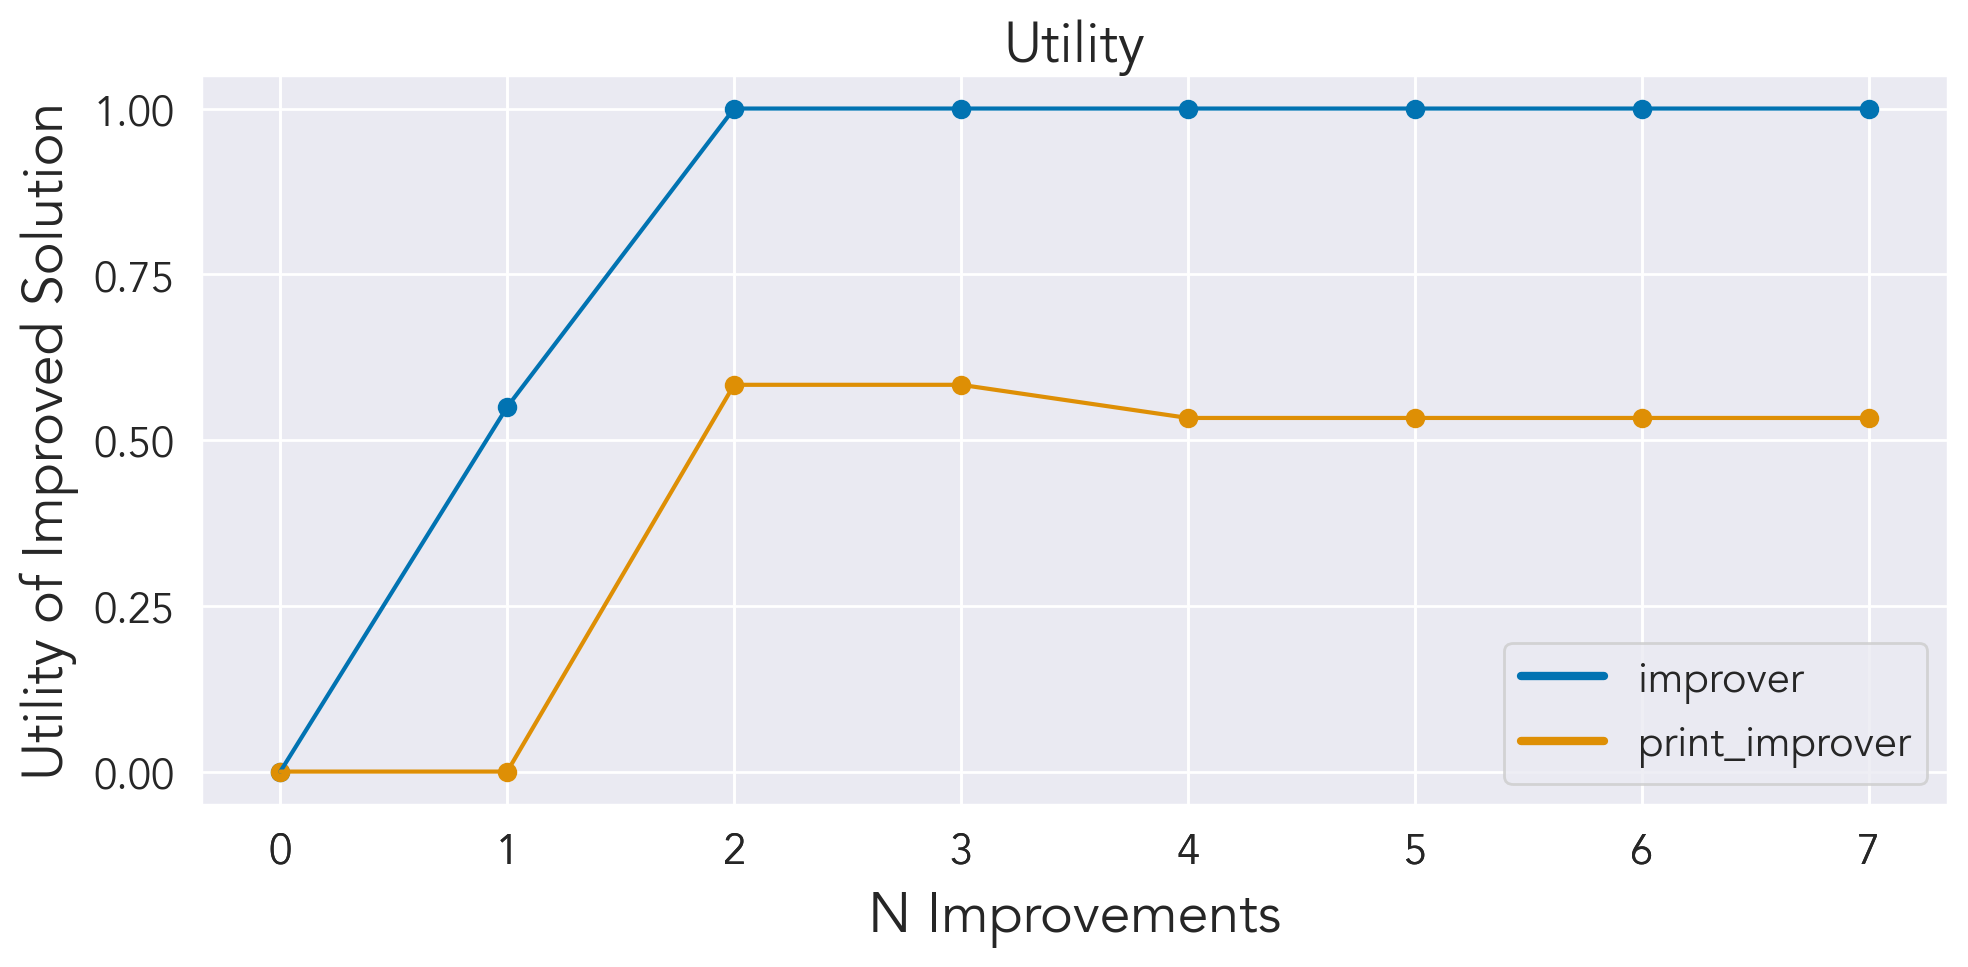 Utility
Utility of Improved Solution
1.00
0.75
0.50
0.25
0.00
improver
print_improver
0 1 2 3 4 5 6 7
N Improvements